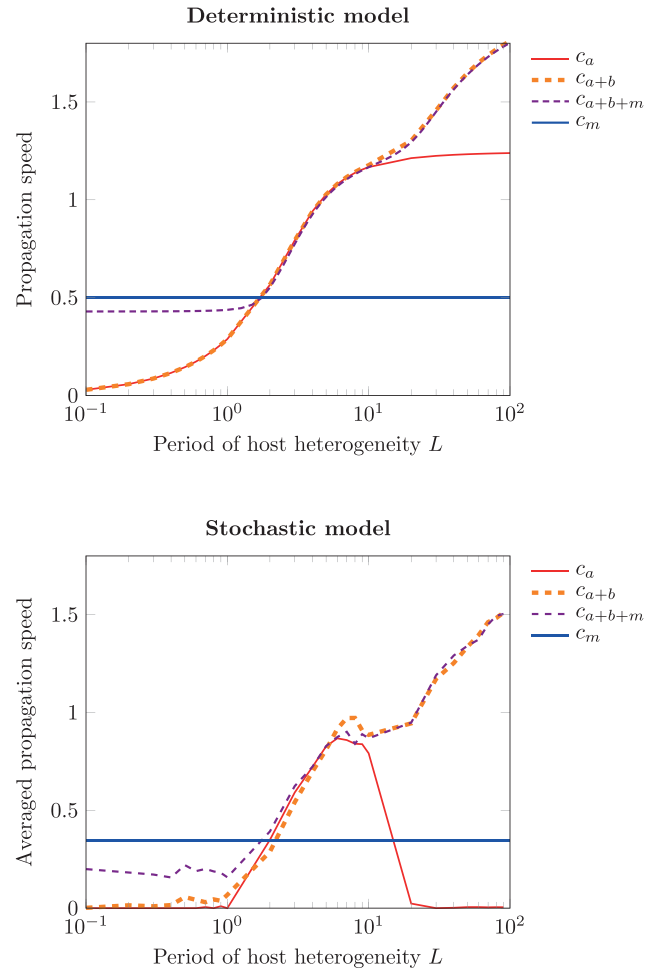 Deterministic model
1.5
1
0.5
0
10^{-1}
10^{0}
10^{1}
10^{2}
Propagation speed
Period of host heterogeneity L
c_a
c_{a+b}
c_{a+b+m}
c_m
Stochastic model
1.5
1
0.5
0
10^{-1}
10^{0}
10^{1}
10^{2}
Averaged propagation speed
Period of host heterogeneity L
c_a
c_{a+b}
c_{a+b+m}
c_m